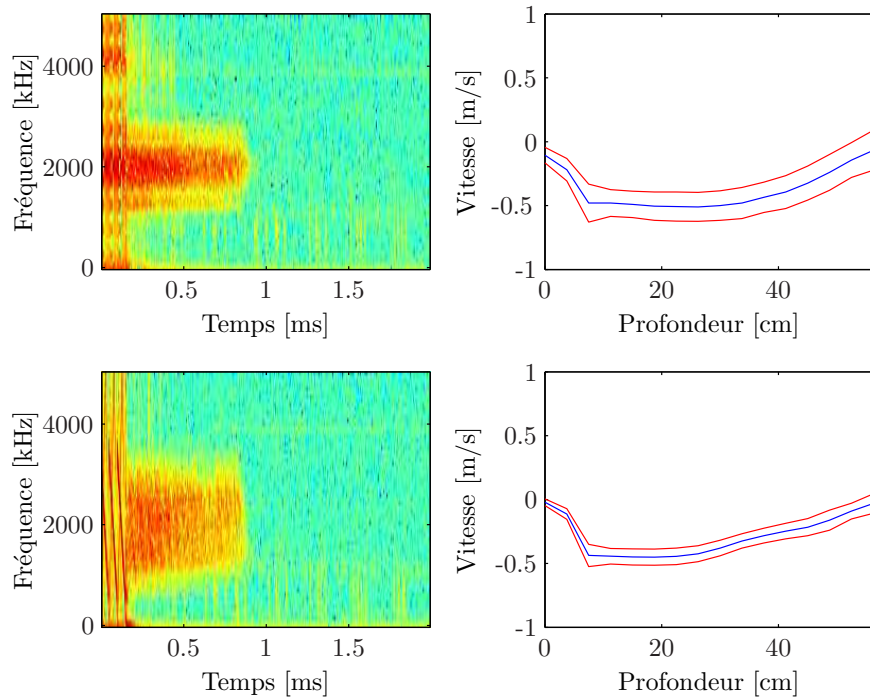 4000
2000
0
Fréquence [kHz]
0.5 1 1.5
Temps [ms]
1
0.5
0
-0.5
-1
Vitesse [m/s]
0 20 40
Profondeur [cm]
4000
2000
0
Fréquence [kHz]
0.5 1 1.5
Temps [ms]
1
0.5
0
-0.5
-1
Vitesse [m/s]
0 20 40
Profondeur [cm]